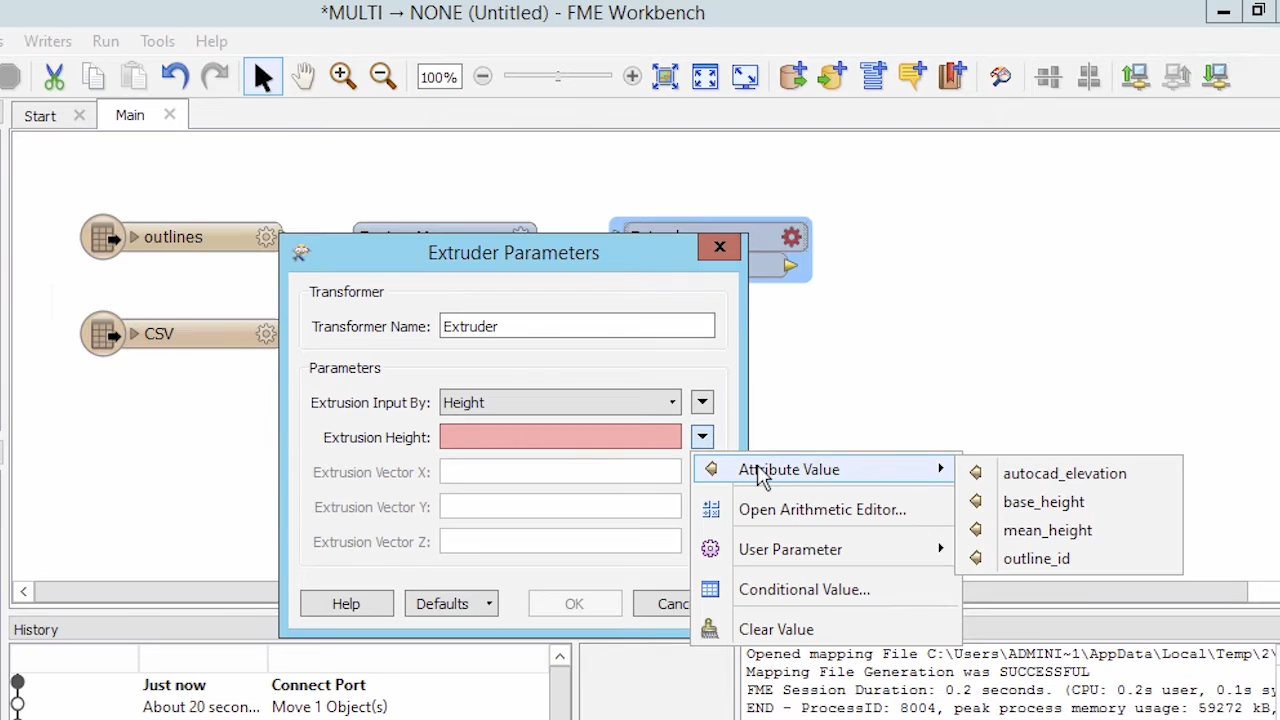 *MULTI → NONE (Untitled) - FME Workbench
s Writers Run Tools Help
100%
Start Main
outlines
CSV
Extruder Parameters
Transformer
Transformer Name: Extruder
Parameters
Extrusion Input By: Height
Extrusion Height:
Extrusion Vector X:
Extrusion Vector Y:
Extrusion Vector Z:
Help Defaults OK Canc
Attribute Value
Open Arithmetic Editor...
User Parameter
Conditional Value...
Clear Value
autocad_elevation
base_height
mean_height
outline_id
History
Just now Connect Port
About 20 secon... Move 1 Object(s)
Opened mapping File C:\Users\ADMINI~1\AppData\Local\Temp\2\
Mapping File Generation was SUCCESSFUL
FME Session Duration: 0.2 seconds. (CPU: 0.2s user, 0.1s sy
END - ProcessID: 8004, peak process memory usage: 59272 kB,